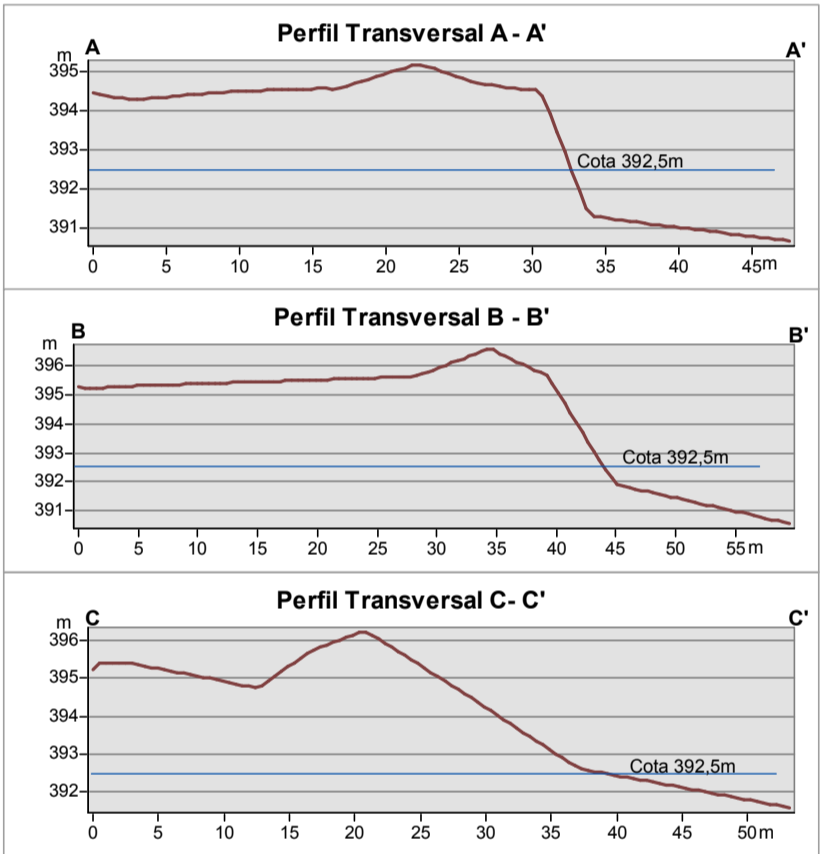 Perfil Transversal A - A'
A
A'
m
395
394
393
Cota 392,5m
392
391
0 5 10 15 20 25 30 35 40 45m
Perfil Transversal B - B'
B
B'
m
396
395
394
393
Cota 392,5m
392
391
0 5 10 15 20 25 30 35 40 45 50 55m
Perfil Transversal C- C'
C
C'
m
396
395
394
393
Cota 392,5m
392
0 5 10 15 20 25 30 35 40 45 50m